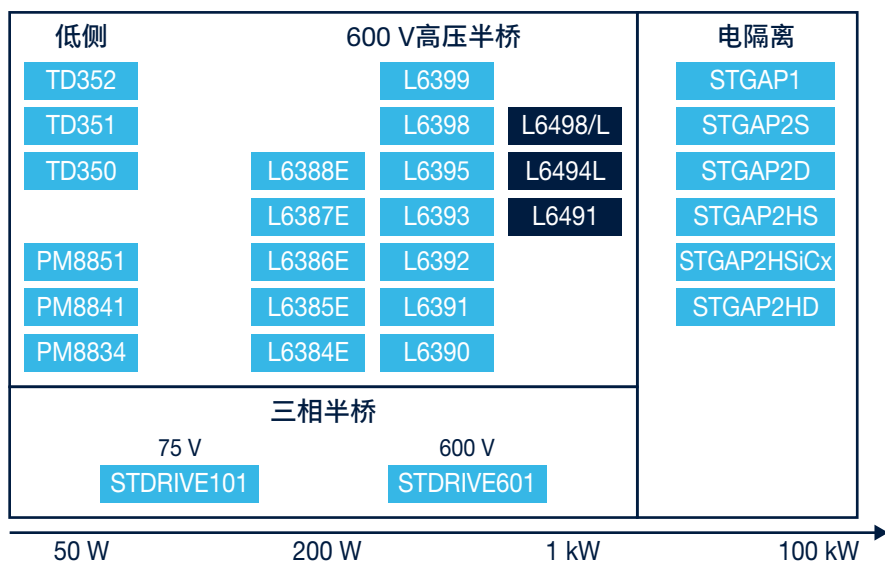 低侧
600 V高压半桥
电隔离
TD352
L6399
STGAP1
TD351
L6398
L6498/L
STGAP2S
TD350
L6388E
L6395
L6494L
STGAP2D
L6387E
L6393
L6491
STGAP2HS
PM8851
L6386E
L6392
STGAP2HSiCx
PM8841
L6385E
L6391
STGAP2HD
PM8834
L6384E
L6390
三相半桥
75 V
600 V
STDRIVE101
STDRIVE601
50 W
200 W
1 kW
100 kW